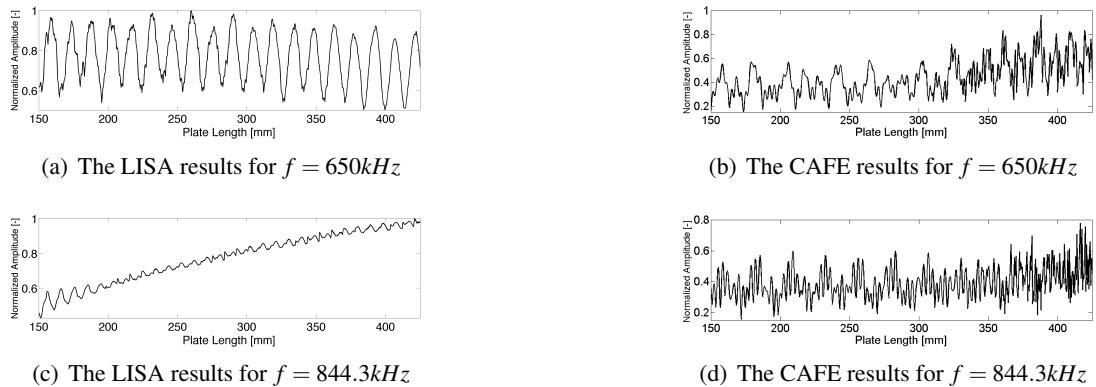 Normalized Amplitude [-]
1
0.8
0.6
150 200 250 300 350 400
Plate Length [mm]
(a) The LISA results for f = 650kHz
Normalized Amplitude [-]
1
0.8
0.6
0.4
0.2
150 200 250 300 350 400
Plate Length [mm]
(b) The CAFE results for f = 650kHz
Normalized Amplitude [-]
1
0.8
0.6
150 200 250 300 350 400
Plate Length [mm]
(c) The LISA results for f = 844.3kHz
Normalized Amplitude [-]
0.8
0.6
0.4
0.2
150 200 250 300 350 400
Plate Length [mm]
(d) The CAFE results for f = 844.3kHz